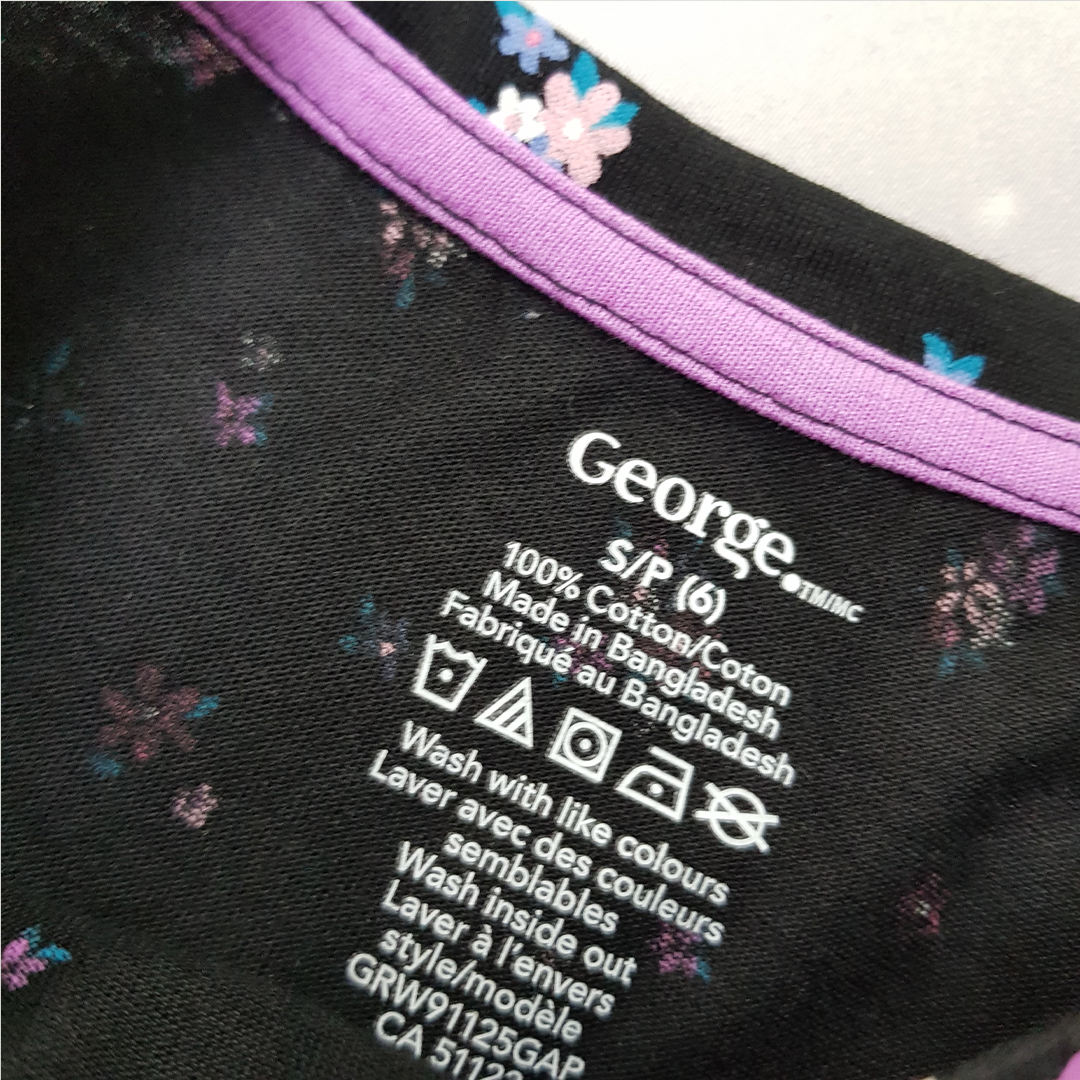 George.TM/MC
S/P (6)
100% Cotton/Coton
Made in Bangladesh
Fabriqué au Bangladesh
Wash with like colours
Laver avec des couleurs
semblables
Wash inside out
Laver à l'envers
style/modèle
GRW91125GAP
CA